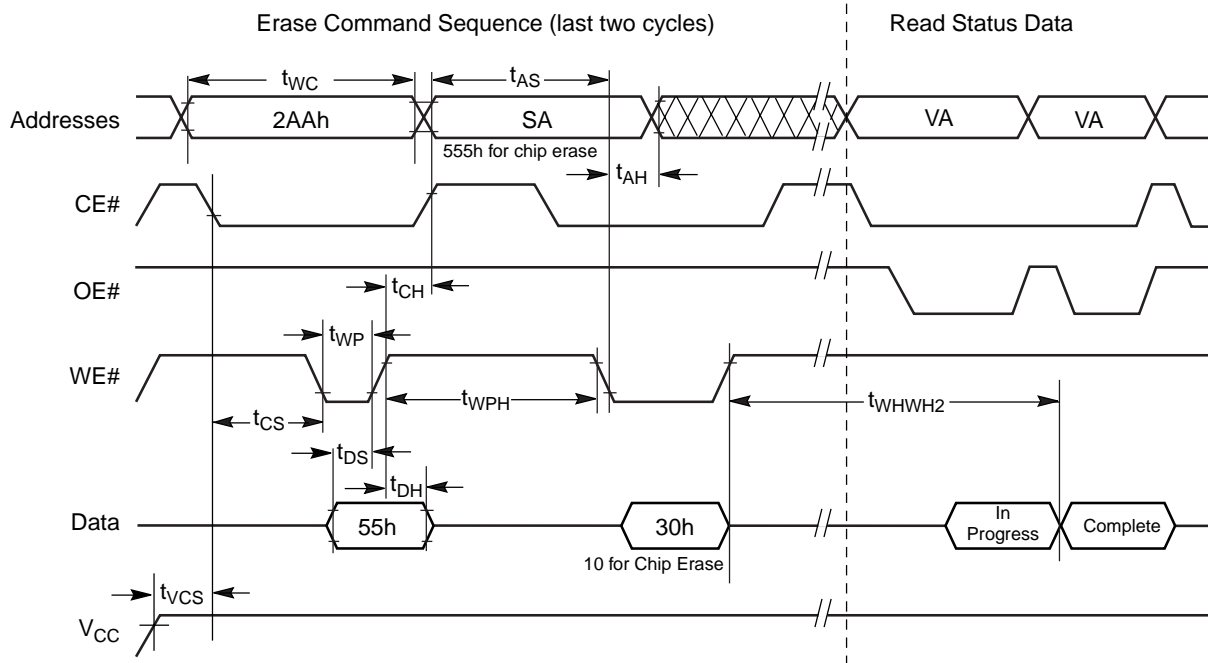 Erase Command Sequence (last two cycles)
Read Status Data
tWC
tAS
Addresses
2AAh
SA
VA
VA
555h for chip erase
tAH
CE#
OE#
tCH
tWP
WE#
tWPH
tWHWH2
tCS
tDS
tDH
Data
55h
30h
In
Progress
Complete
10 for Chip Erase
tVCS
VCC